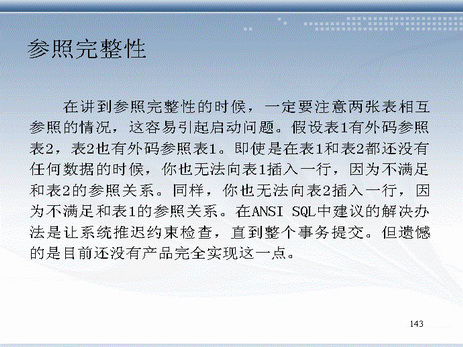 参照完整性
在讲到参照完整性的时候，一定要注意两张表相互
参照的情况，这容易引起启动问题。假设表1有外码参照
表2，表2也有外码参照表1。即使是在表1和表2都还没有
任何数据的时候，你也无法向表1插入一行，因为不满足
和表2的参照关系。同样，你也无法向表2插入一行，因
为不满足和表1的参照关系。在ANSI SQL中建议的解决办
法是让系统推迟约束检查，直到整个事务提交。但遗憾
的是目前还没有产品完全实现这一点。
143